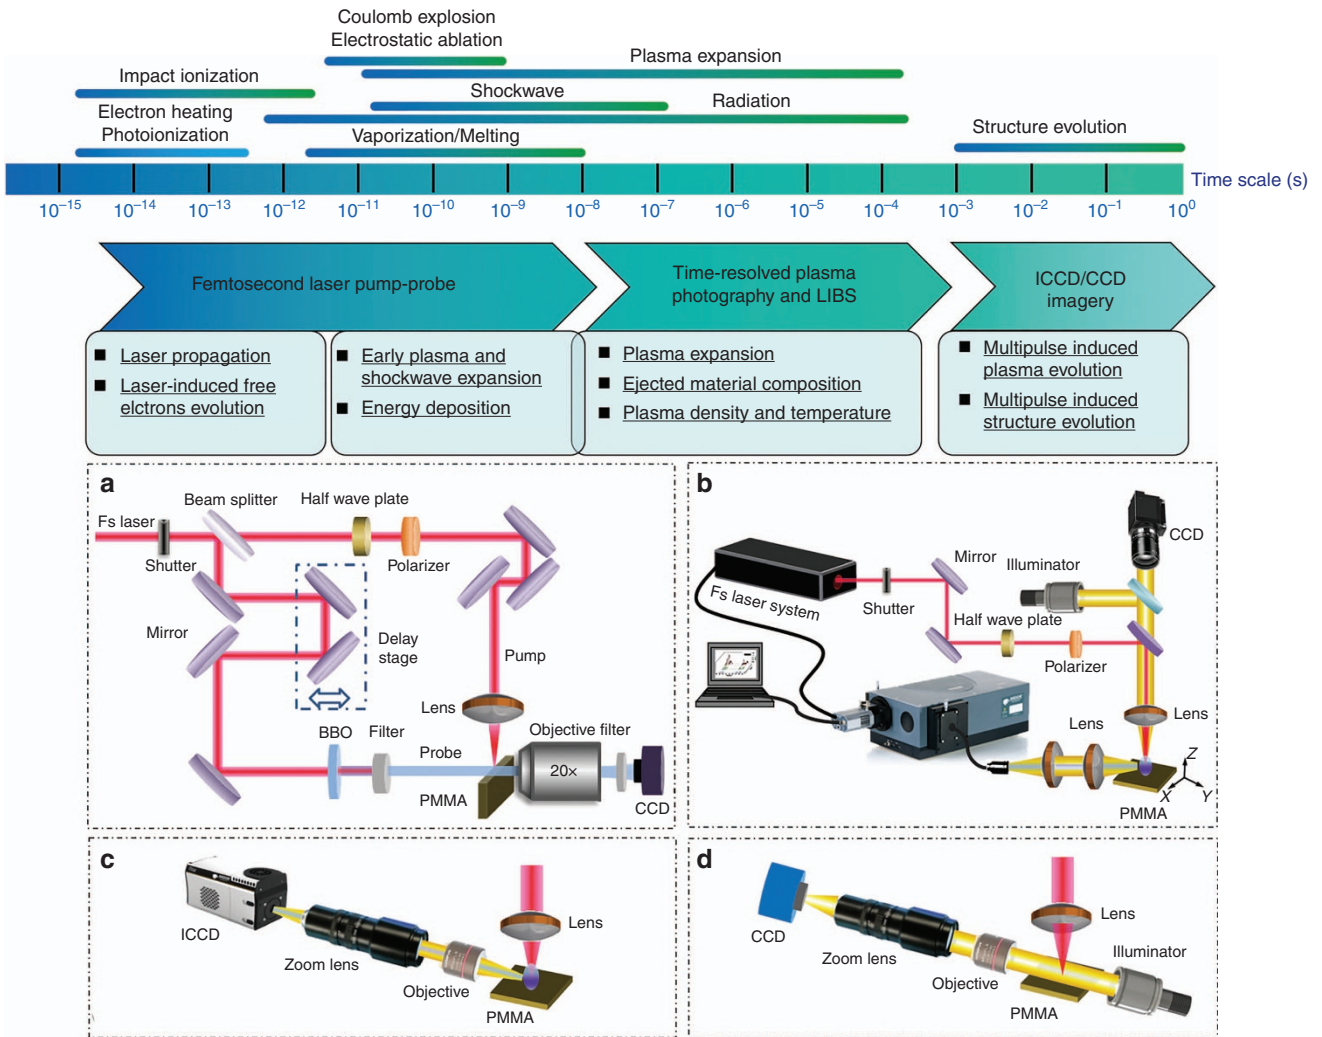 Coulomb explosion
Electrostatic ablation
Plasma expansion
Impact ionization
Shockwave
Radiation
Electron heating
Photoionization
Vaporization/Melting
Structure evolution
Time scale (s)
10⁻¹⁵ 10⁻¹⁴ 10⁻¹³ 10⁻¹² 10⁻¹¹ 10⁻¹⁰ 10⁻⁹ 10⁻⁸ 10⁻⁷ 10⁻⁶ 10⁻⁵ 10⁻⁴ 10⁻³ 10⁻² 10⁻¹ 10⁰
Femtosecond laser pump-probe
Time-resolved plasma
photography and LIBS
ICCD/CCD
imagery
■ Laser propagation
■ Laser-induced free
elctrons evolution
■ Early plasma and
shockwave expansion
■ Energy deposition
■ Plasma expansion
■ Ejected material composition
■ Plasma density and temperature
■ Multipulse induced
plasma evolution
■ Multipulse induced
structure evolution
a
Beam splitter
Half wave plate
Fs laser
Shutter
Polarizer
Mirror
Delay
stage
Pump
Lens
BBO
Filter
Probe
Objective filter
20×
PMMA
CCD
b
CCD
Mirror
Illuminator
Fs laser system
Shutter
Half wave plate
Polarizer
Lens
Lens
Z
X
Y
PMMA
c
ICCD
Zoom lens
Lens
Objective
PMMA
d
CCD
Zoom lens
Lens
Illuminator
Objective
PMMA